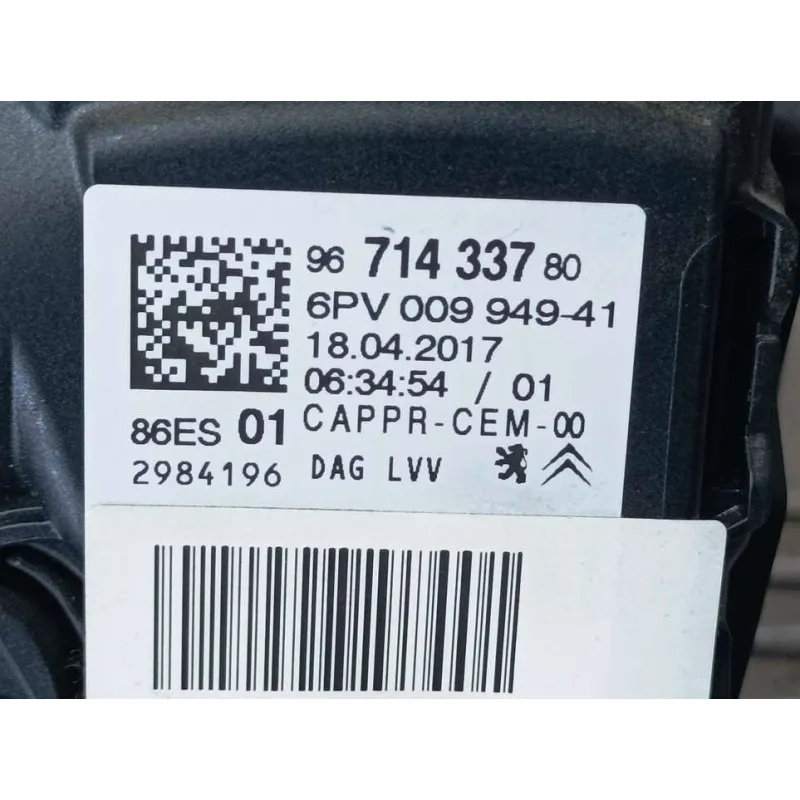 96 714 337 80
6PV 009 949-41
18.04.2017
06:34:54 / 01
86ES 01 CAPPR-CEM-00
2984196 DAG LVV